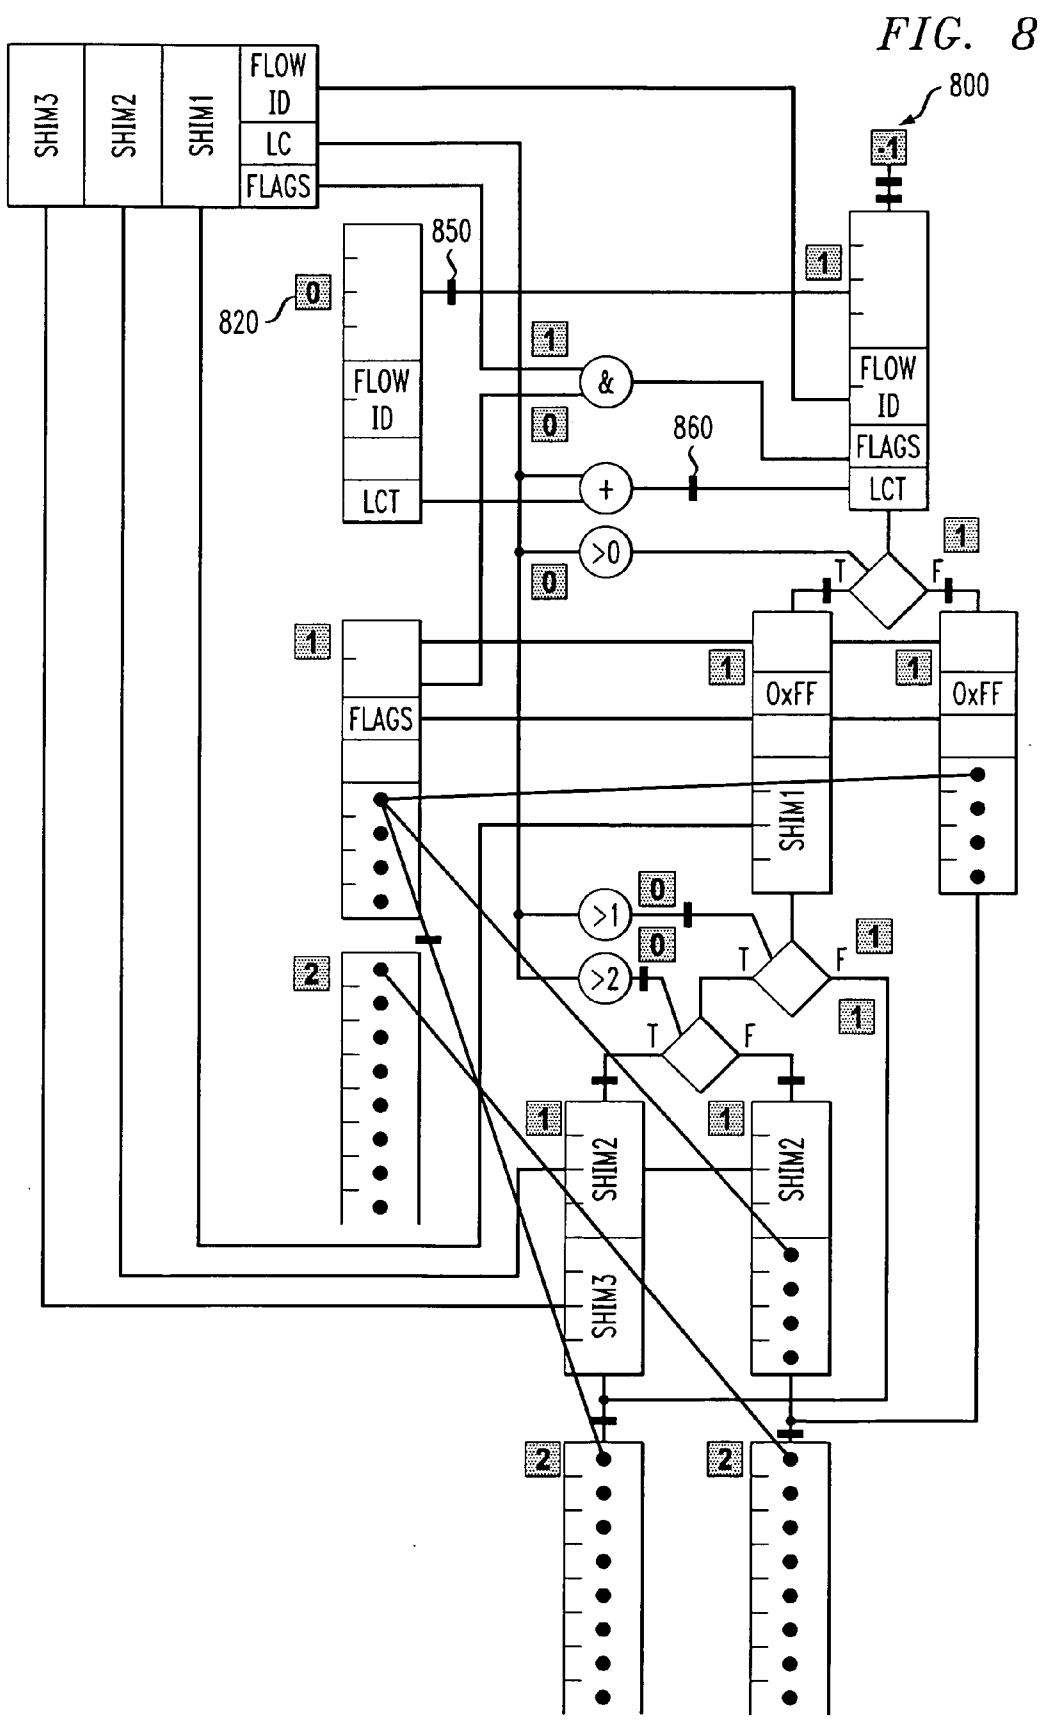 FIG. 8
800
SHIM3
SHIM2
SHIM1
FLOW
ID
LC
FLAGS
-1
850
1
0
820
1
FLOW
ID
FLOW
ID
&
0
860
FLAGS
LCT
+
LCT
1
>0
T
F
0
1
1
1
0xFF
0xFF
FLAGS
SHIM1
0
>1
1
0
2
T
F
>2
1
T
F
1
1
SHIM2
SHIM2
SHIM3
2
2